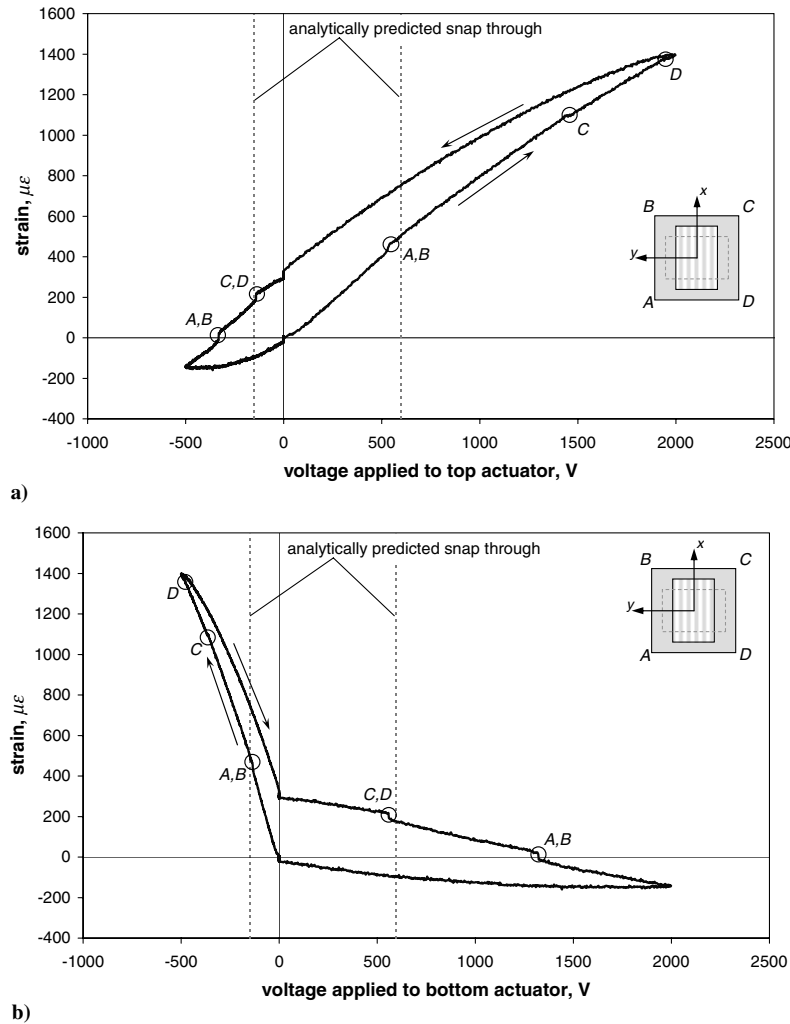 1600
analytically predicted snap through
1400
D
1200
C
1000
800
strain, µε
x
600
B
C
400
A,B
C,D
y
200
A,B
A
D
0
-200
-400
-1000
-500
0
500
1000
1500
2000
2500
voltage applied to top actuator, V
a)
1600
analytically predicted snap through
1400
D
x
B
C
1200
C
y
1000
A
D
800
strain, µε
600
A,B
400
C,D
200
A,B
0
-200
-400
-1000
-500
0
500
1000
1500
2000
2500
voltage applied to bottom actuator, V
b)